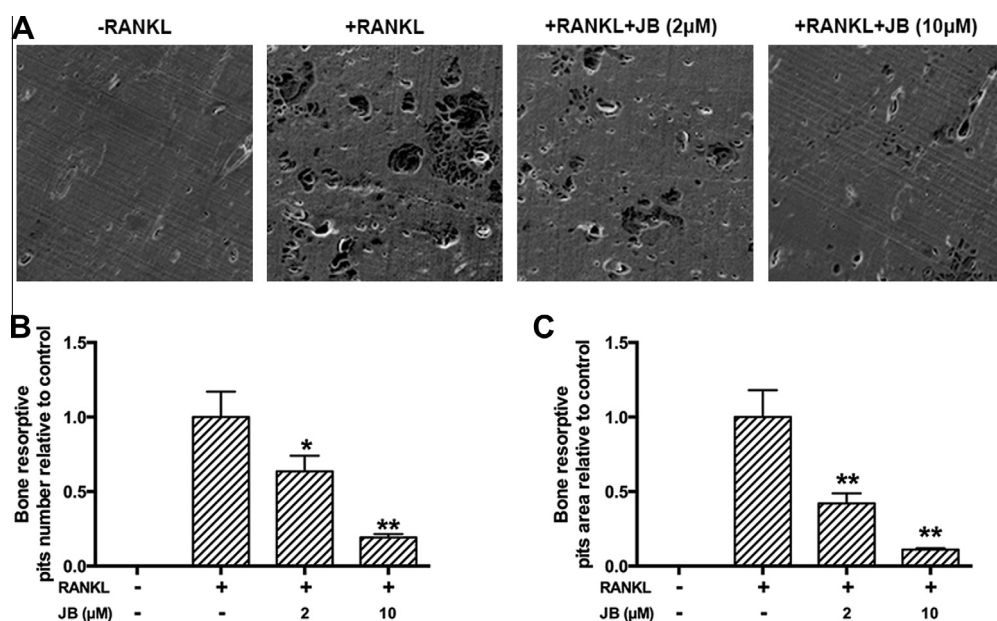 A
-RANKL
+RANKL
+RANKL+JB (2μM)
+RANKL+JB (10μM)
B
Bone resorptive
pits number relative to control
1.5
1.0
0.5
0.0
*
**
RANKL - + + +
JB (μM) - - 2 10
C
Bone resorptive
pits area relative to control
1.5
1.0
0.5
0.0
**
**
RANKL - + + +
JB (μM) - - 2 10